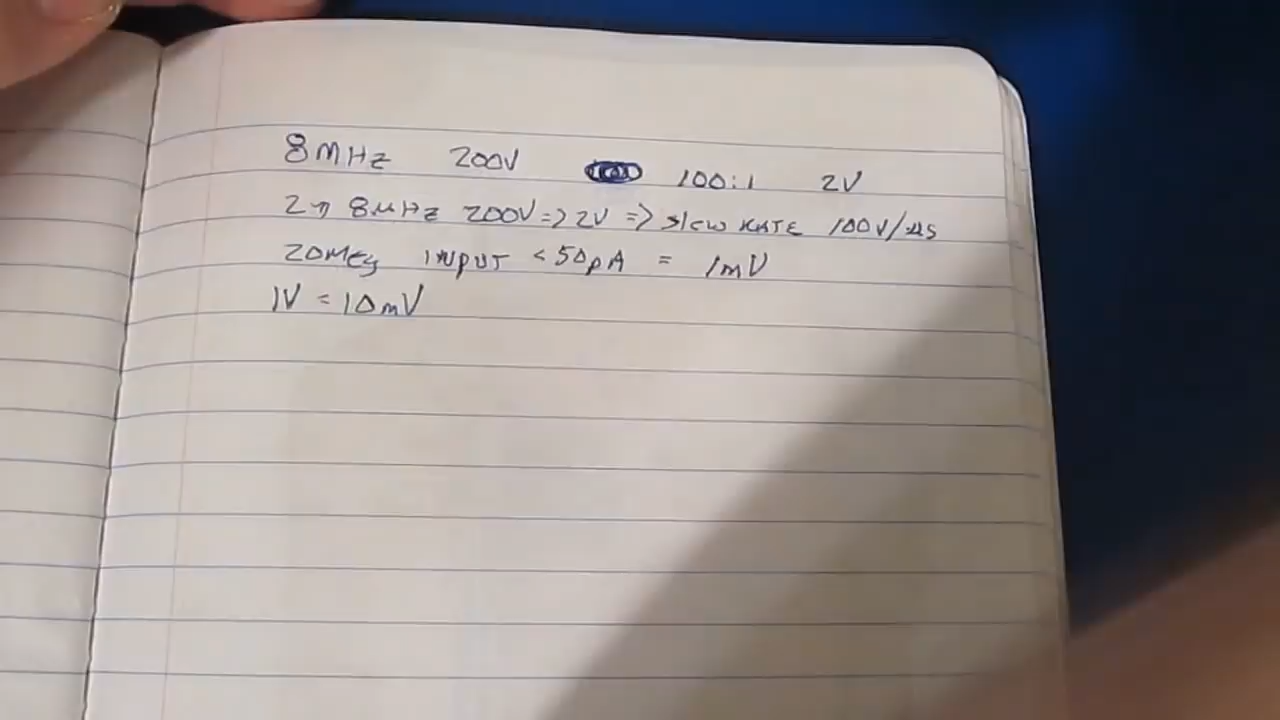 8MHz 200V 100:1 2V
2π 8MHz 200V => 2V => SLEW RATE 100V/µs
20Meg INPUT < 50pA = 1mV
1V = 10mV